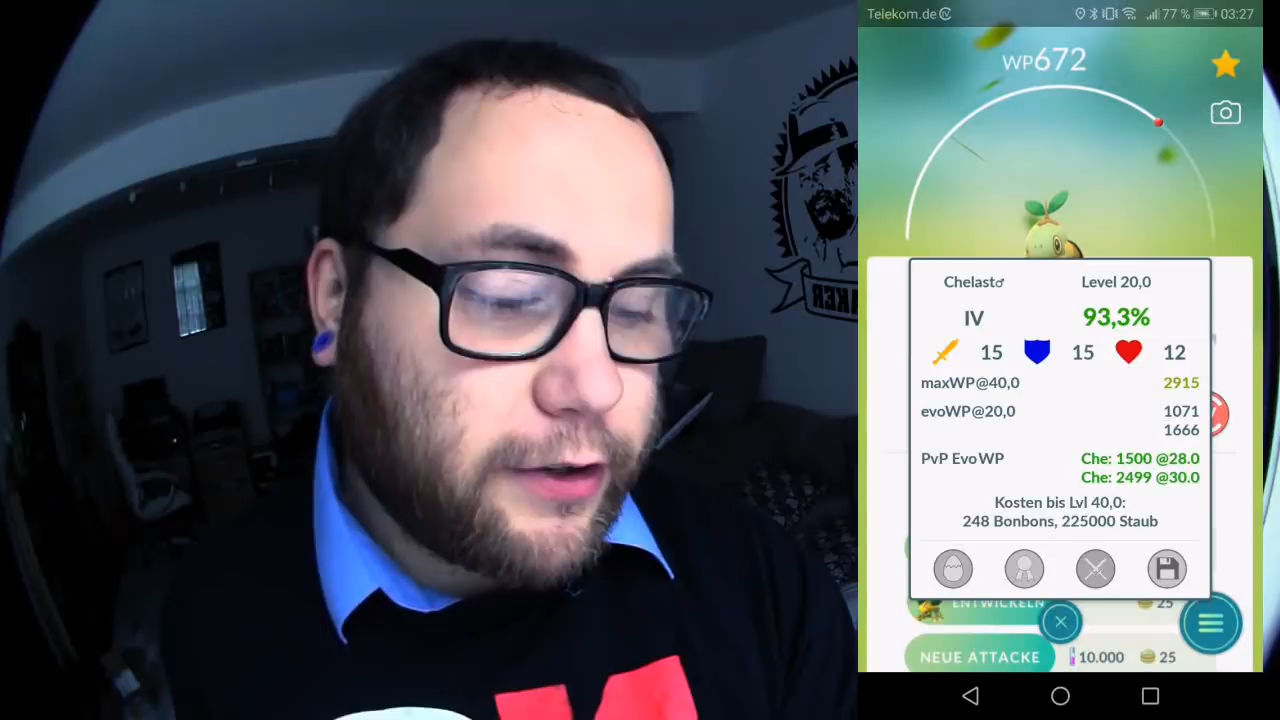 Telekom.de
77 %
03:27
WP672
Chelast♂ Level 20,0
IV 93,3%
15 15 12
maxWP@40,0 2915
evoWP@20,0 1071
1666
PvP EvoWP Che: 1500 @28.0
Che: 2499 @30.0
Kosten bis Lvl 40,0:
248 Bonbons, 225000 Staub
ENTWICKELN 25
NEUE ATTACKE 10.000 25